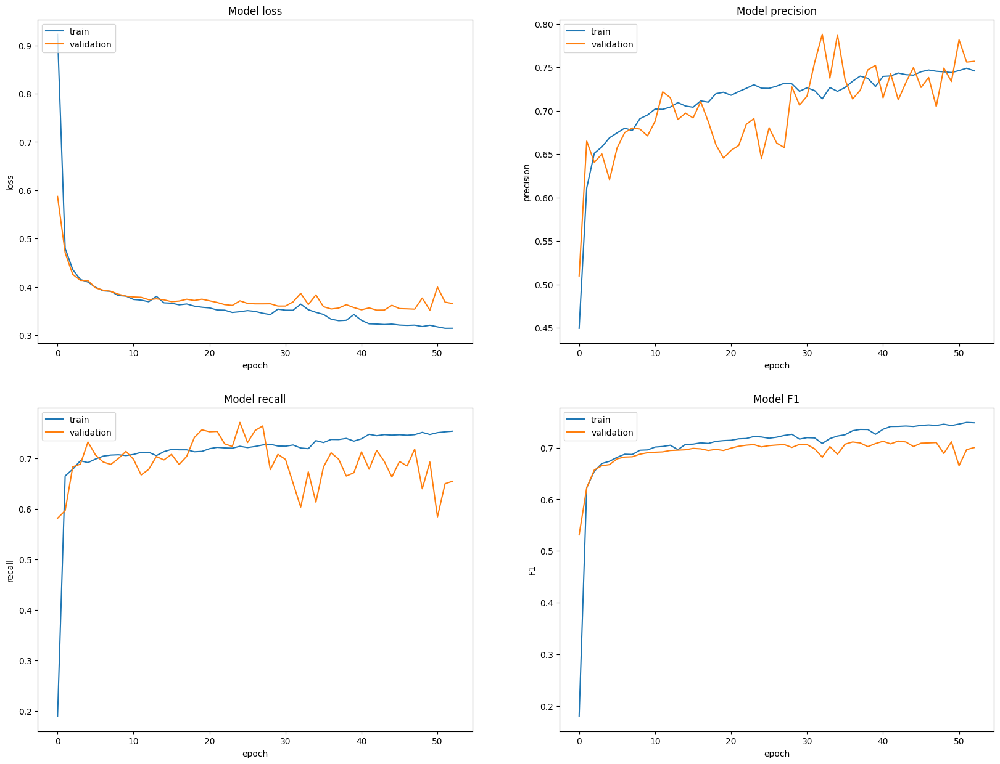 Model loss
train
validation
0.9
0.8
0.7
0.6
0.5
0.4
0.3
loss
0 10 20 30 40 50
epoch
Model precision
train
validation
0.80
0.75
0.70
0.65
0.60
0.55
0.50
0.45
precision
0 10 20 30 40 50
epoch
Model recall
train
validation
0.7
0.6
0.5
0.4
0.3
0.2
recall
0 10 20 30 40 50
epoch
Model F1
train
validation
0.7
0.6
0.5
0.4
0.3
0.2
F1
0 10 20 30 40 50
epoch